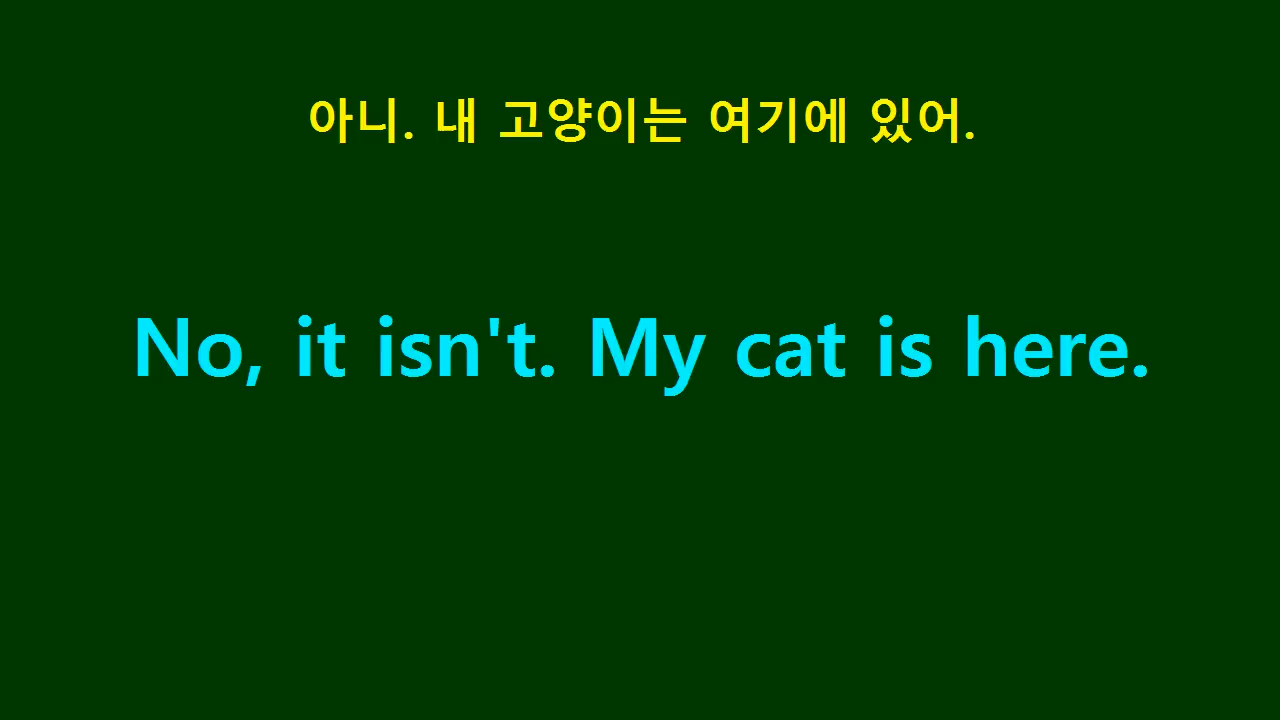 아니. 내 고양이는 여기에 있어.
No, it isn't. My cat is here.